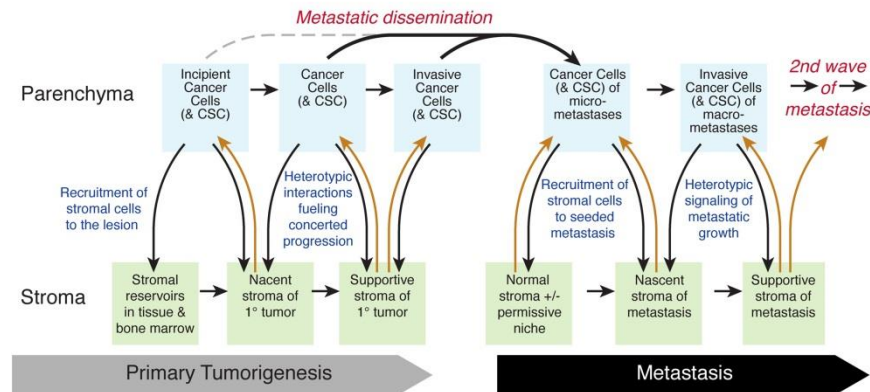 Metastatic dissemination
Parenchyma
Incipient
Cancer
Cells
(& CSC)
Cancer
Cells
(& CSC)
Invasive
Cancer
Cells
(& CSC)
Cancer Cells
(& CSC) of
micro-
metastases
Invasive
Cancer Cells
(& CSC) of
macro-
metastases
2nd wave
of
metastasis
Recruitment of
stromal cells
to the lesion
Heterotypic
interactions
fueling
concerted
progression
Recruitment of
stromal cells
to seeded
metastasis
Heterotypic
signaling of
metastatic
growth
Stroma
Stromal
reservoirs
in tissue &
bone marrow
Nacent
stroma of
1° tumor
Supportive
stroma of
1° tumor
Normal
stroma +/-
permissive
niche
Nascent
stroma of
metastasis
Supportive
stroma of
metastasis
Primary Tumorigenesis
Metastasis